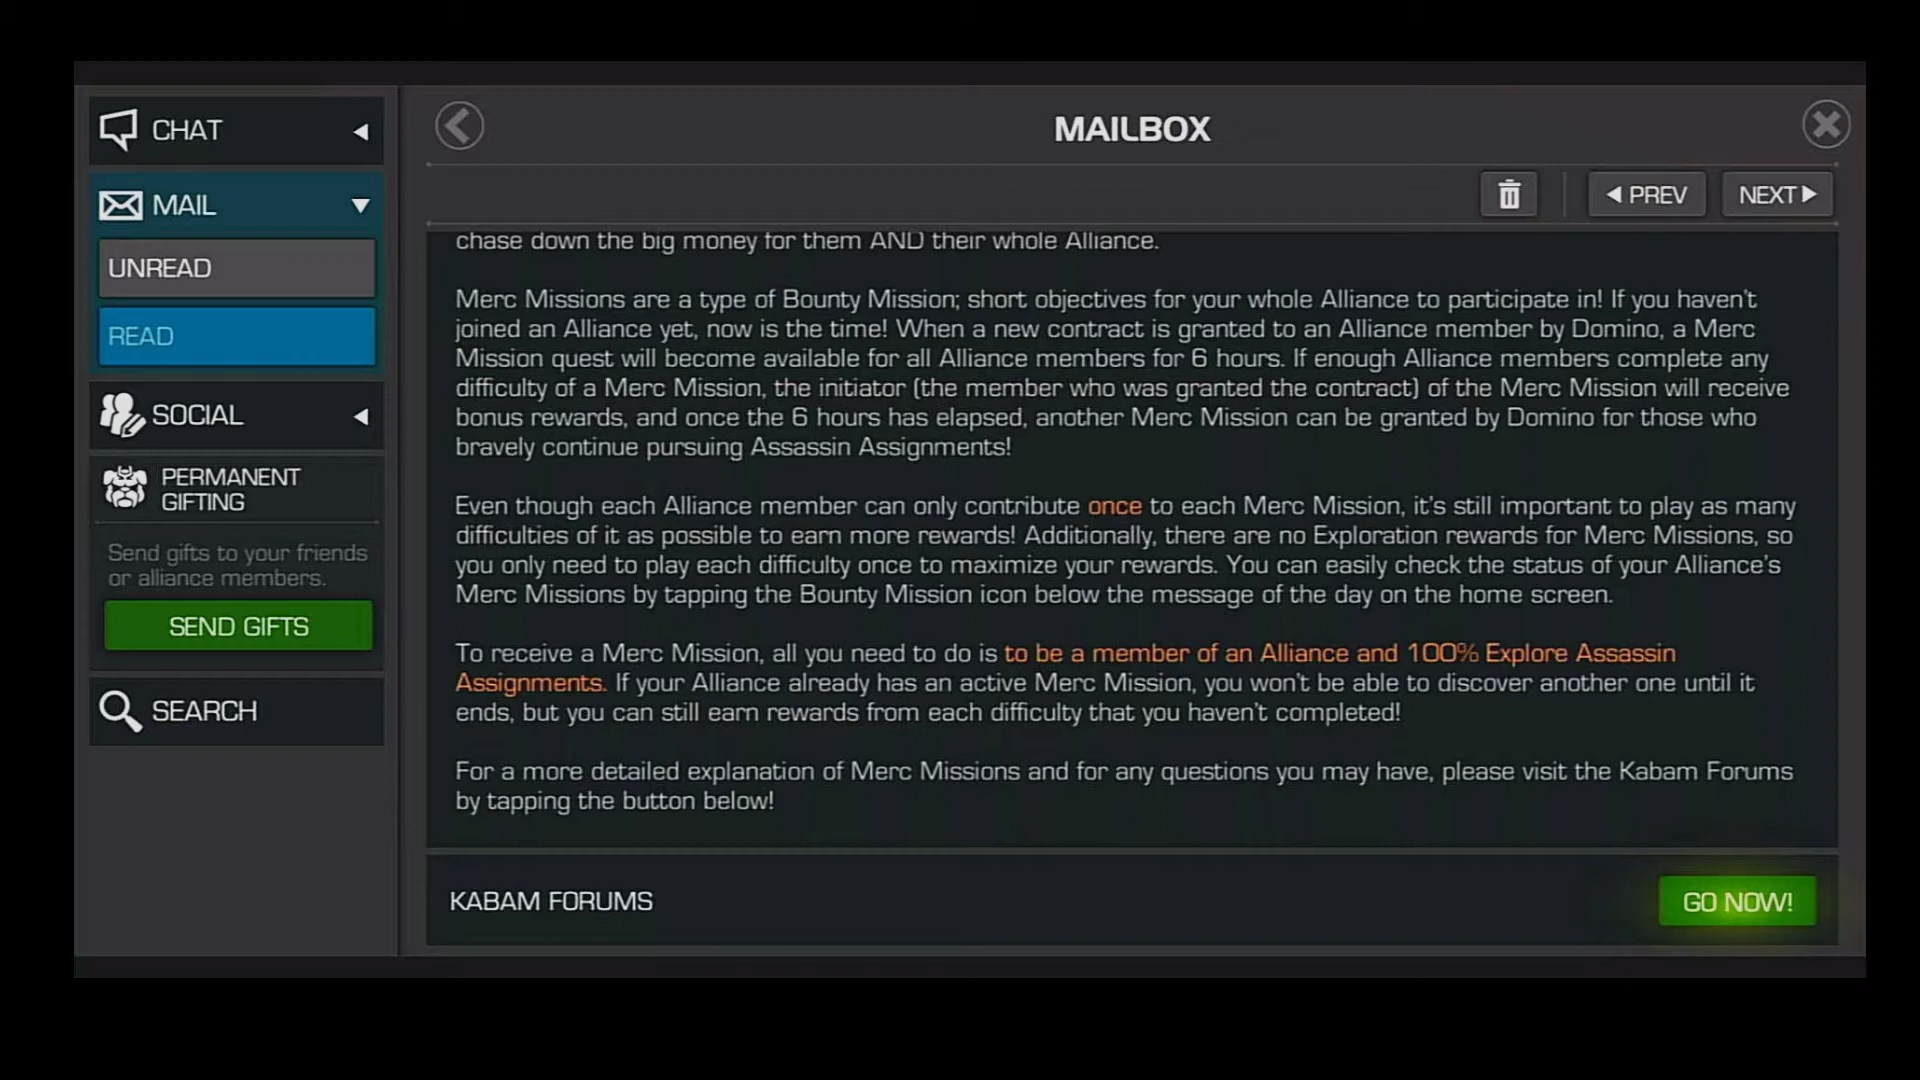 CHAT
MAIL
UNREAD
READ
SOCIAL
PERMANENT
GIFTING
Send gifts to your friends
or alliance members.
SEND GIFTS
SEARCH
MAILBOX
PREV
NEXT
chase down the big money for them AND their whole Alliance.
Merc Missions are a type of Bounty Mission; short objectives for your whole Alliance to participate in! If you haven't
joined an Alliance yet, now is the time! When a new contract is granted to an Alliance member by Domino, a Merc
Mission quest will become available for all Alliance members for 6 hours. If enough Alliance members complete any
difficulty of a Merc Mission, the initiator (the member who was granted the contract) of the Merc Mission will receive
bonus rewards, and once the 6 hours has elapsed, another Merc Mission can be granted by Domino for those who
bravely continue pursuing Assassin Assignments!
Even though each Alliance member can only contribute once to each Merc Mission, it's still important to play as many
difficulties of it as possible to earn more rewards! Additionally, there are no Exploration rewards for Merc Missions, so
you only need to play each difficulty once to maximize your rewards. You can easily check the status of your Alliance's
Merc Missions by tapping the Bounty Mission icon below the message of the day on the home screen.
To receive a Merc Mission, all you need to do is to be a member of an Alliance and 100% Explore Assassin
Assignments. If your Alliance already has an active Merc Mission, you won't be able to discover another one until it
ends, but you can still earn rewards from each difficulty that you haven't completed!
For a more detailed explanation of Merc Missions and for any questions you may have, please visit the Kabam Forums
by tapping the button below!
KABAM FORUMS
GO NOW!